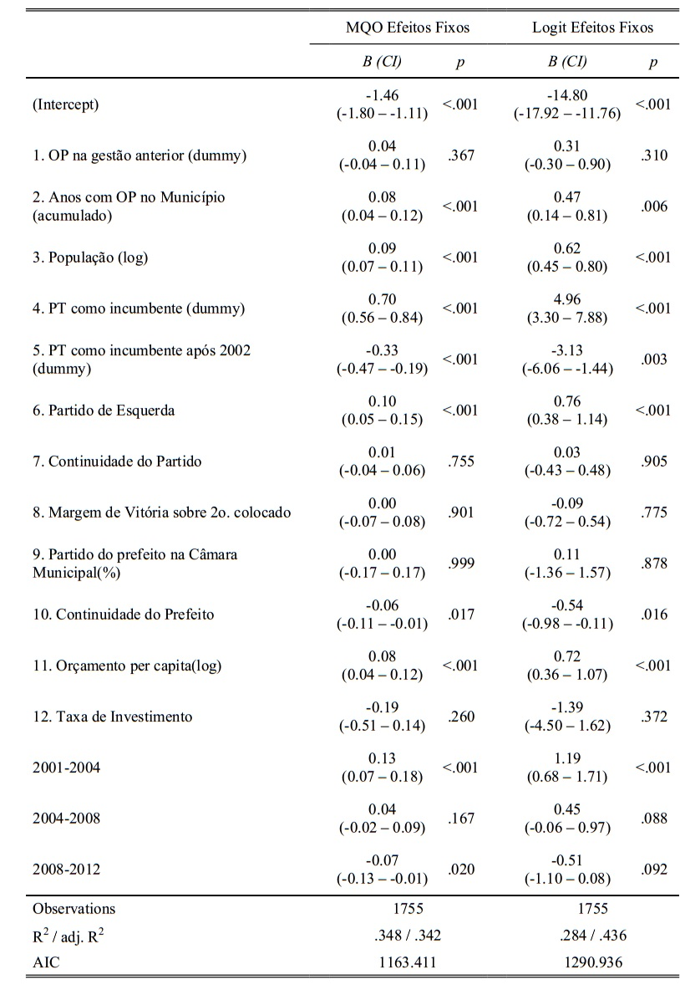 MQO Efeitos Fixos Logit Efeitos Fixos
B (CI) p B (CI) p
(Intercept) -1.46 (-1.80 – -1.11) <.001 -14.80 (-17.92 – -11.76) <.001
1. OP na gestão anterior (dummy) 0.04 (-0.04 – 0.11) .367 0.31 (-0.30 – 0.90) .310
2. Anos com OP no Município (acumulado) 0.08 (0.04 – 0.12) <.001 0.47 (0.14 – 0.81) .006
3. População (log) 0.09 (0.07 – 0.11) <.001 0.62 (0.45 – 0.80) <.001
4. PT como incumbente (dummy) 0.70 (0.56 – 0.84) <.001 4.96 (3.30 – 7.88) <.001
5. PT como incumbente após 2002 (dummy) -0.33 (-0.47 – -0.19) <.001 -3.13 (-6.06 – -1.44) .003
6. Partido de Esquerda 0.10 (0.05 – 0.15) <.001 0.76 (0.38 – 1.14) <.001
7. Continuidade do Partido 0.01 (-0.04 – 0.06) .755 0.03 (-0.43 – 0.48) .905
8. Margem de Vitória sobre 2o. colocado 0.00 (-0.07 – 0.08) .901 -0.09 (-0.72 – 0.54) .775
9. Partido do prefeito na Câmara Municipal(%) 0.00 (-0.17 – 0.17) .999 0.11 (-1.36 – 1.57) .878
10. Continuidade do Prefeito -0.06 (-0.11 – -0.01) .017 -0.54 (-0.98 – -0.11) .016
11. Orçamento per capita(log) 0.08 (0.04 – 0.12) <.001 0.72 (0.36 – 1.07) <.001
12. Taxa de Investimento -0.19 (-0.51 – 0.14) .260 -1.39 (-4.50 – 1.62) .372
2001-2004 0.13 (0.07 – 0.18) <.001 1.19 (0.68 – 1.71) <.001
2004-2008 0.04 (-0.02 – 0.09) .167 0.45 (-0.06 – 0.97) .088
2008-2012 -0.07 (-0.13 – -0.01) .020 -0.51 (-1.10 – 0.08) .092
Observations 1755 1755
R² / adj. R² .348 / .342 .284 / .436
AIC 1163.411 1290.936